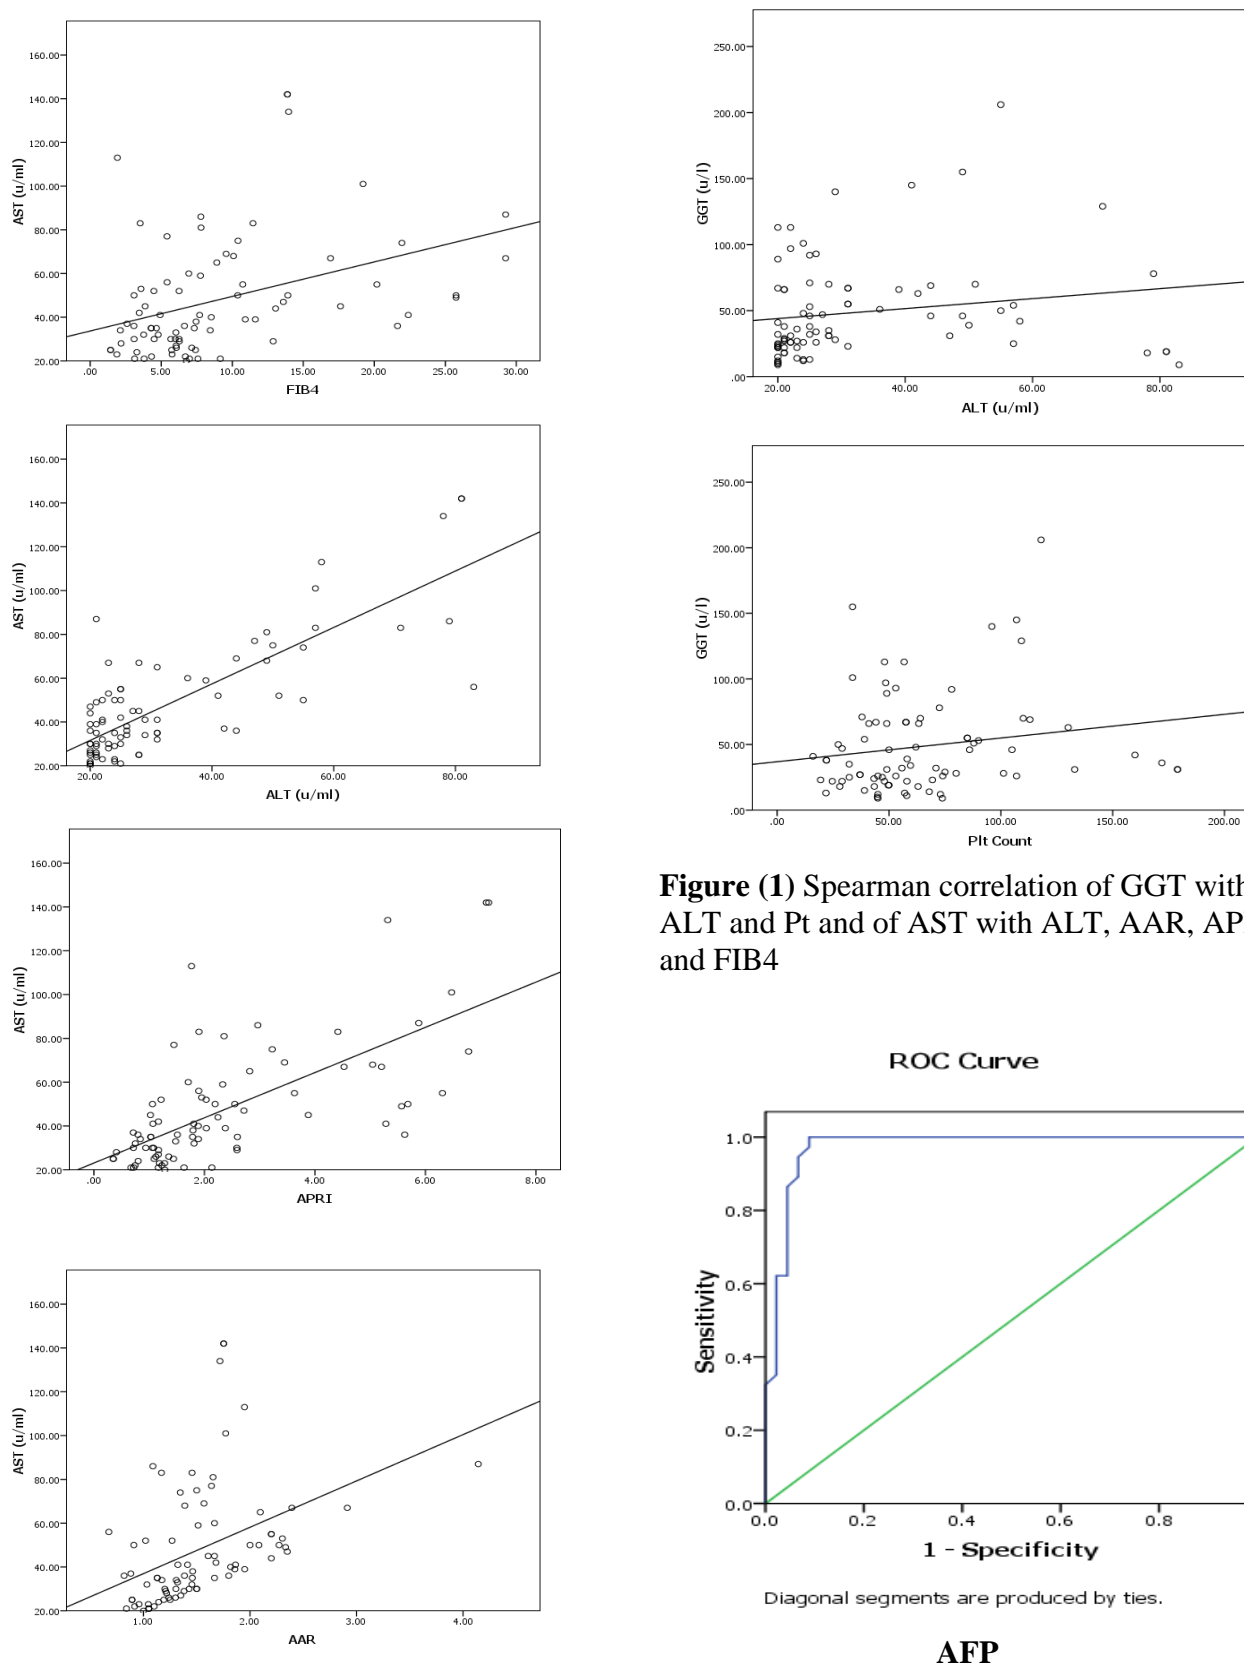 160.00
140.00
120.00
100.00
80.00
60.00
40.00
20.00
AST (u/ml)
.00 5.00 10.00 15.00 20.00 25.00 30.00
FIB4
160.00
140.00
120.00
100.00
80.00
60.00
40.00
20.00
AST (u/ml)
20.00 40.00 60.00 80.00
ALT (u/ml)
160.00
140.00
120.00
100.00
80.00
60.00
40.00
20.00
AST (u/ml)
.00 2.00 4.00 6.00 8.00
APRI
160.00
140.00
120.00
100.00
80.00
60.00
40.00
20.00
AST (u/ml)
1.00 2.00 3.00 4.00
AAR
250.00
200.00
150.00
100.00
50.00
.00
GGT (u/l)
20.00 40.00 60.00 80.00
ALT (u/ml)
250.00
200.00
150.00
100.00
50.00
.00
GGT (u/l)
.00 50.00 100.00 150.00 200.00
Plt Count
Figure (1) Spearman correlation of GGT with
ALT and Pt and of AST with ALT, AAR, AP
and FIB4
ROC Curve
1.0
0.8
0.6
0.4
0.2
0.0
Sensitivity
0.0 0.2 0.4 0.6 0.8
1 - Specificity
Diagonal segments are produced by ties.
AFP